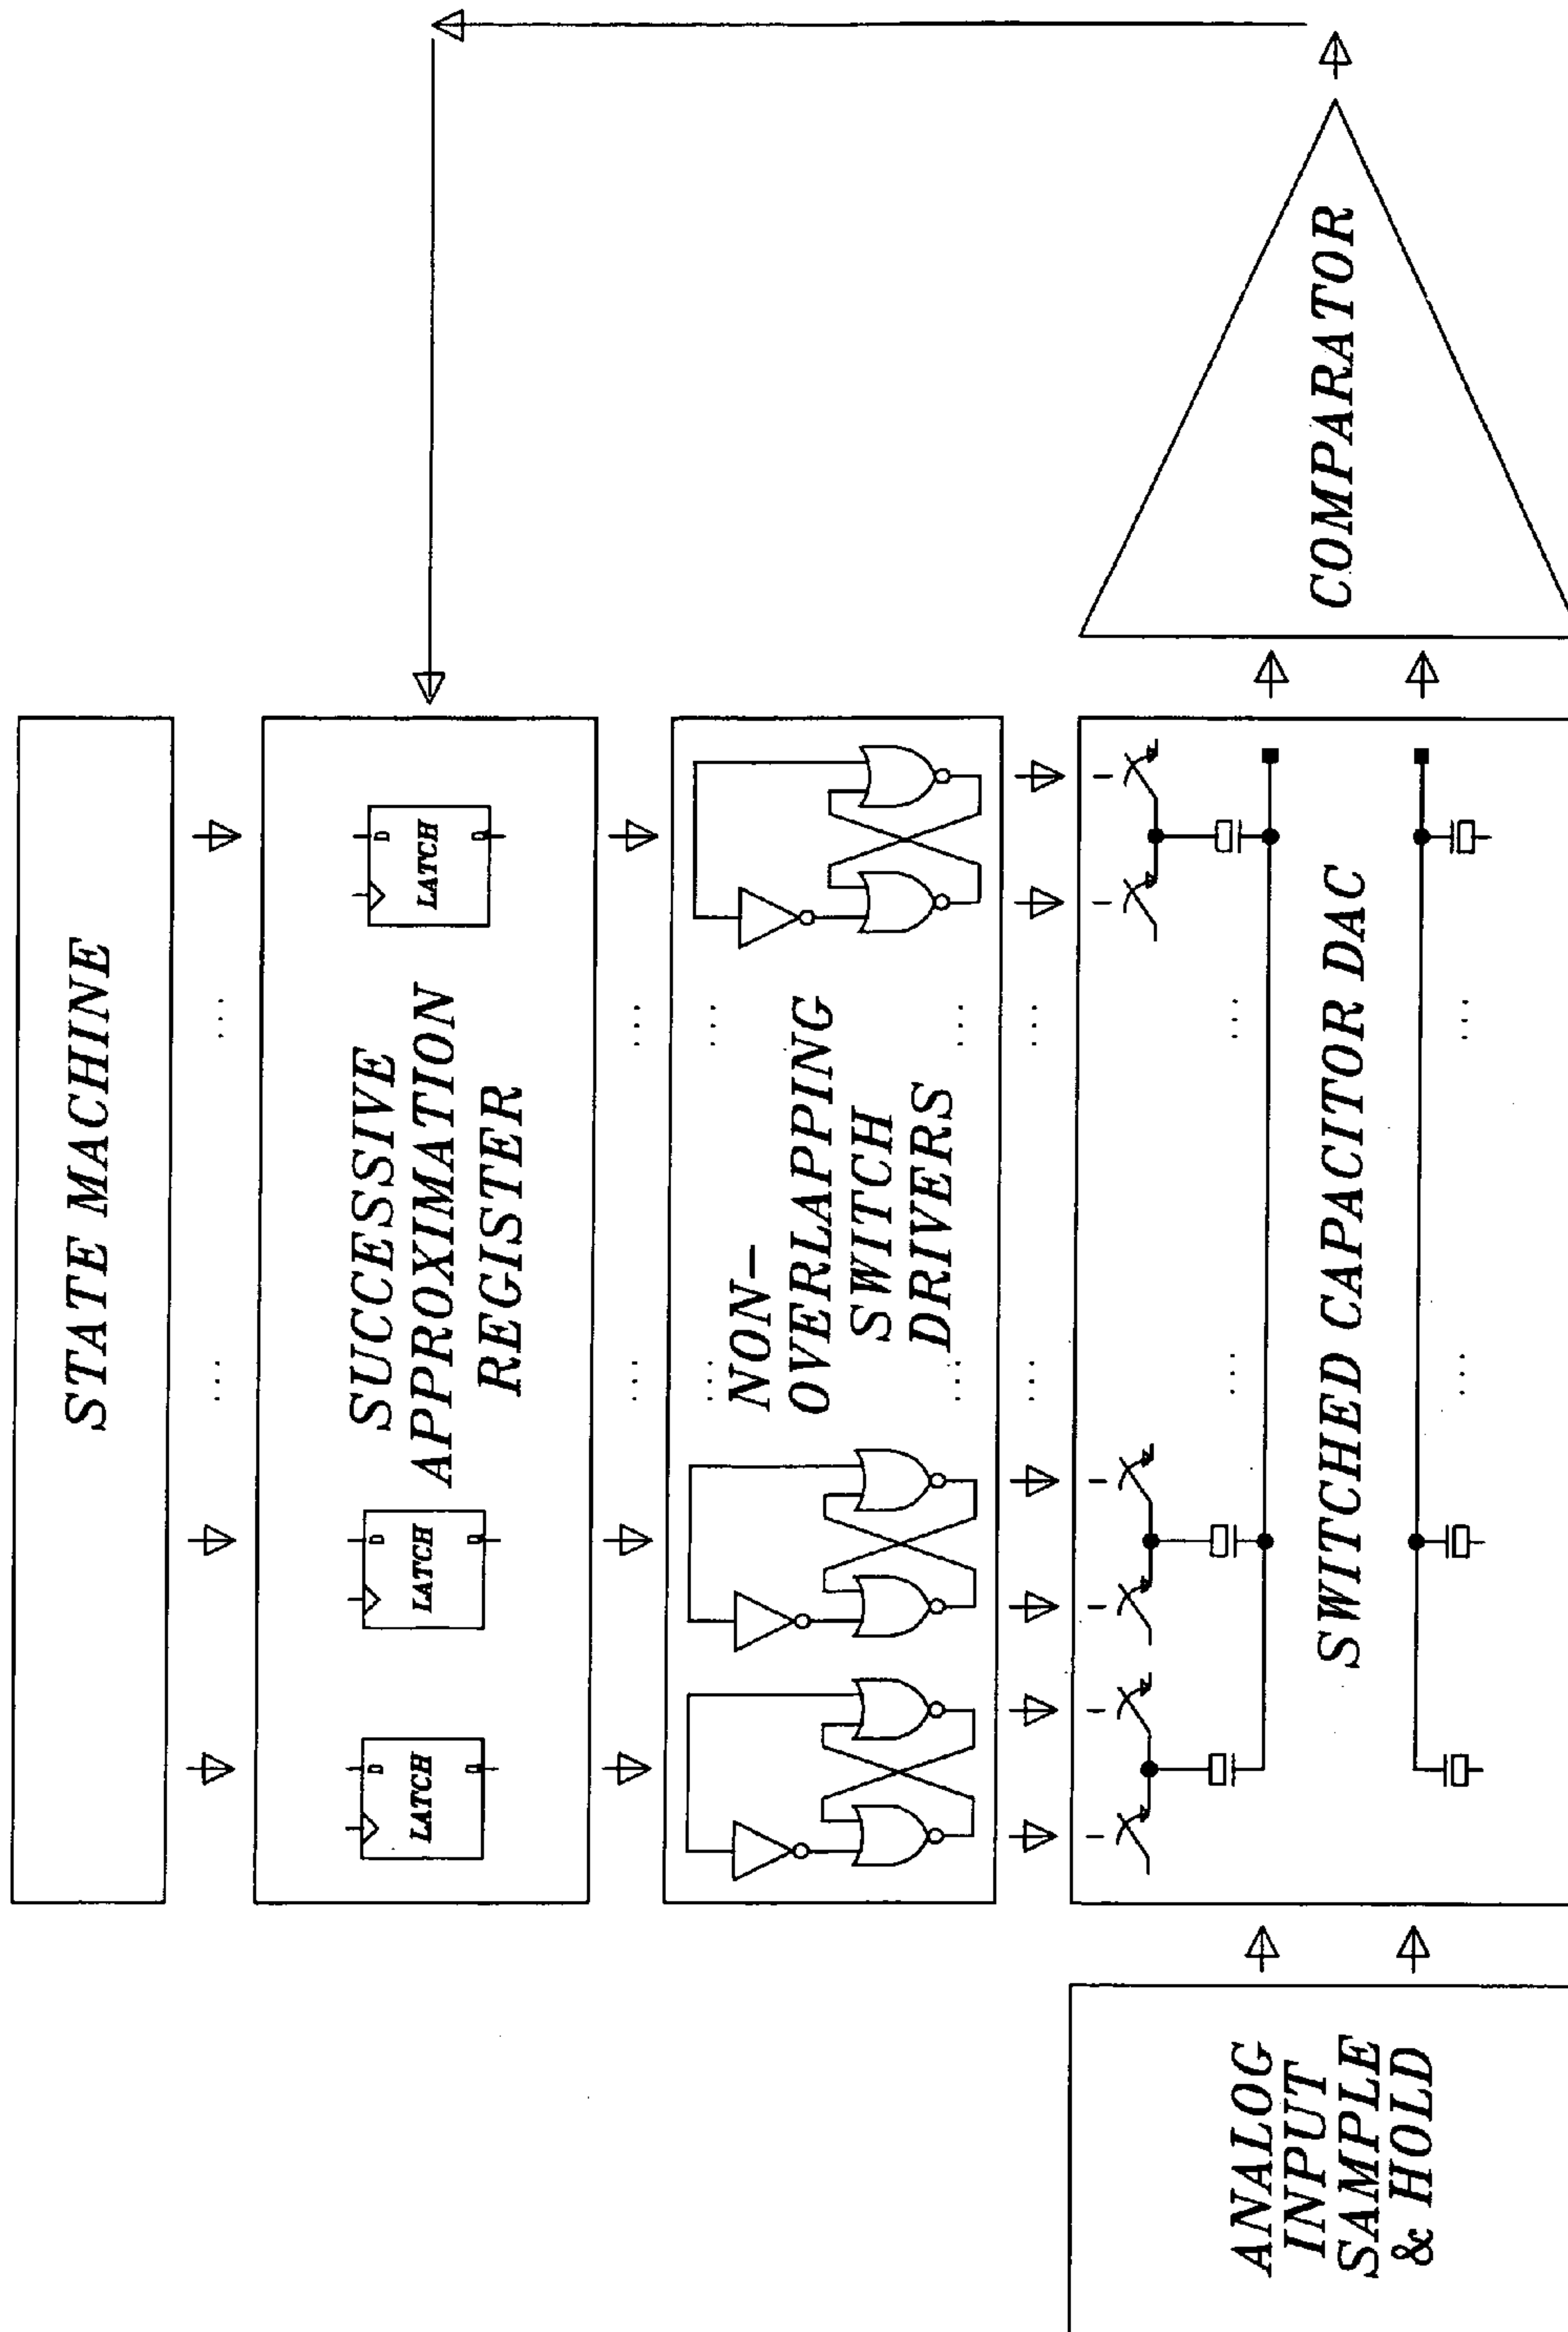 STATE MACHINE
SUCCESSIVE
APPROXIMATION
REGISTER
LATCH
LATCH
LATCH
NON-
OVERLAPPING
SWITCH
DRIVERS
ANALOG
INPUT
SAMPLE
& HOLD
SWITCHED CAPACITOR DAC
COMPARATOR